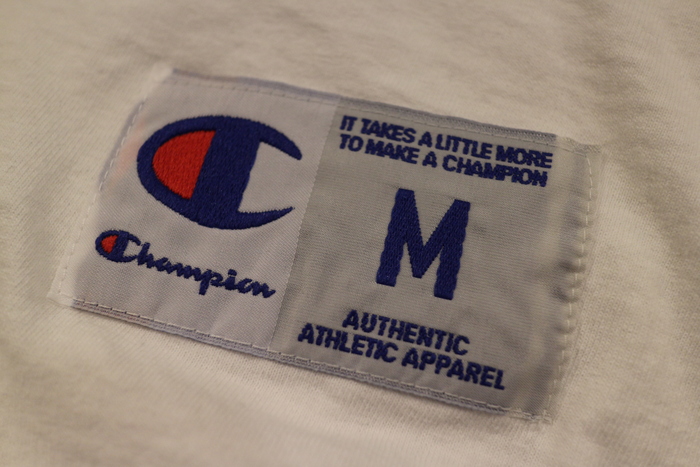 Champion
IT TAKES A LITTLE MORE
TO MAKE A CHAMPION
M
AUTHENTIC
ATHLETIC APPAREL